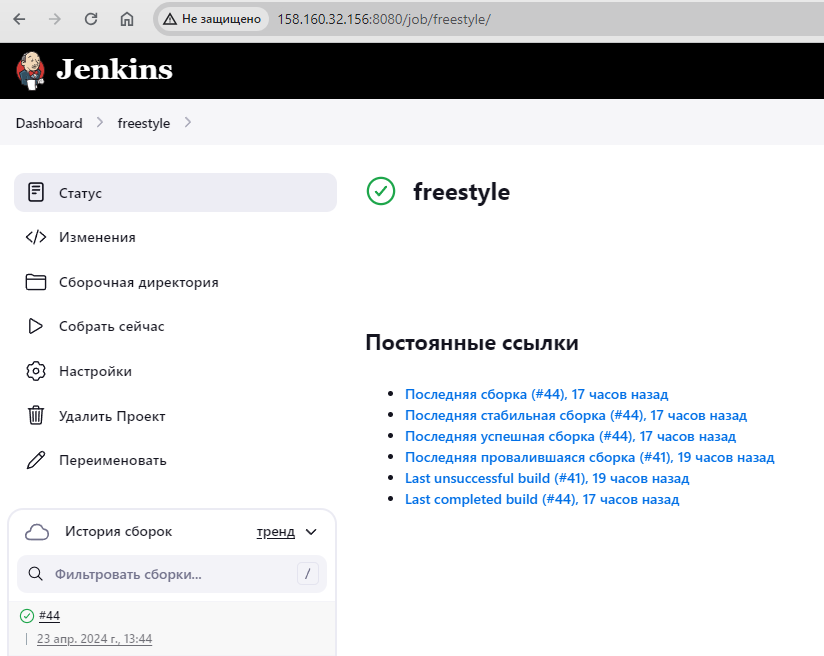 Не защищено 158.160.32.156:8080/job/freestyle/
Jenkins
Dashboard freestyle
Статус
Изменения
Сборочная директория
Собрать сейчас
Настройки
Удалить Проект
Переименовать
История сборок тренд
Фильтровать сборки... /
#44
23 апр. 2024 г., 13:44
freestyle
Постоянные ссылки
Последняя сборка (#44), 17 часов назад
Последняя стабильная сборка (#44), 17 часов назад
Последняя успешная сборка (#44), 17 часов назад
Последняя провалившаяся сборка (#41), 19 часов назад
Last unsuccessful build (#41), 19 часов назад
Last completed build (#44), 17 часов назад